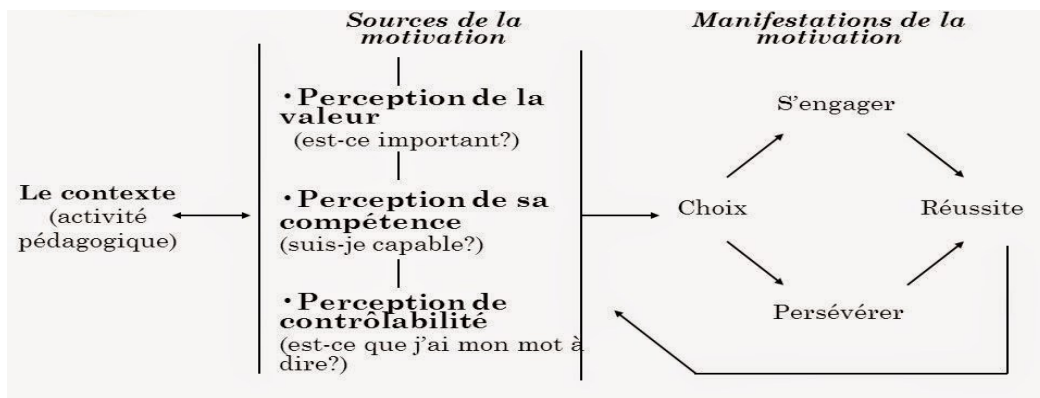 Sources de la
motivation
Manifestations de la
motivation
• Perception de la
valeur
(est-ce important?)
S'engager
Le contexte
(activité
pédagogique)
• Perception de sa
compétence
(suis-je capable?)
Choix
Réussite
• Perception de
contrôlabilité
(est-ce que j'ai mon mot à
dire?)
Persévérer